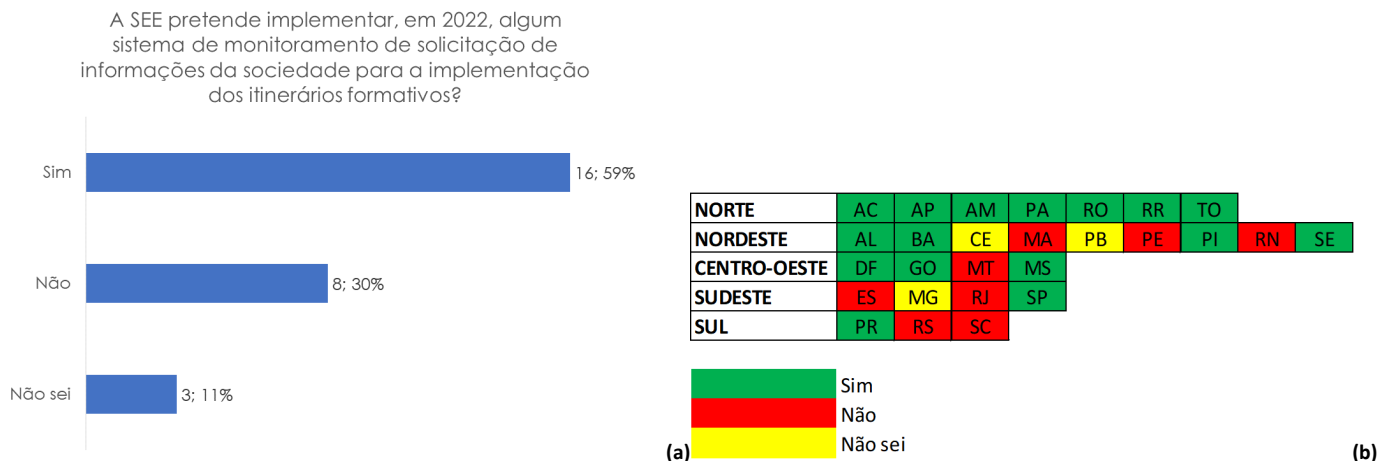 A SEE pretende implementar, em 2022, algum
sistema de monitoramento de solicitação de
informações da sociedade para a implementação
dos itinerários formativos?
Sim 16; 59%
Não 8; 30%
Não sei 3; 11%
(a)
NORTE AC AP AM PA RO RR TO
NORDESTE AL BA CE MA PB PE PI RN SE
CENTRO-OESTE DF GO MT MS
SUDESTE ES MG RJ SP
SUL PR RS SC
Sim
Não
Não sei
(b)